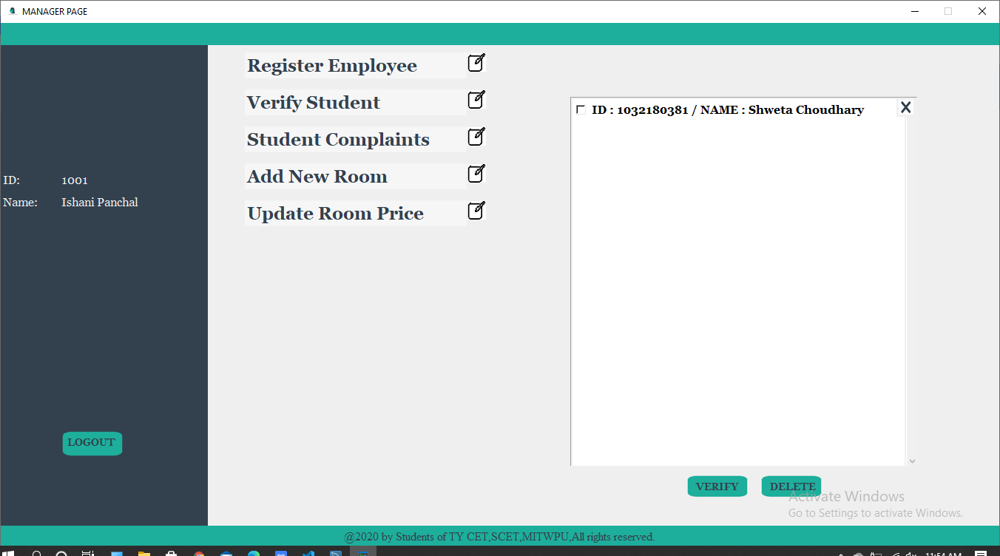 MANAGER PAGE
Register Employee
Verify Student
Student Complaints
Add New Room
Update Room Price
ID: 1001
Name: Ishani Panchal
LOGOUT
ID : 1032180381 / NAME : Shweta Choudhary
X
VERIFY
DELETE
Activate Windows
Go to Settings to activate Windows.
@2020 by Students of TY CET,SCET,MITWPU,All rights reserved.
11:54 AM